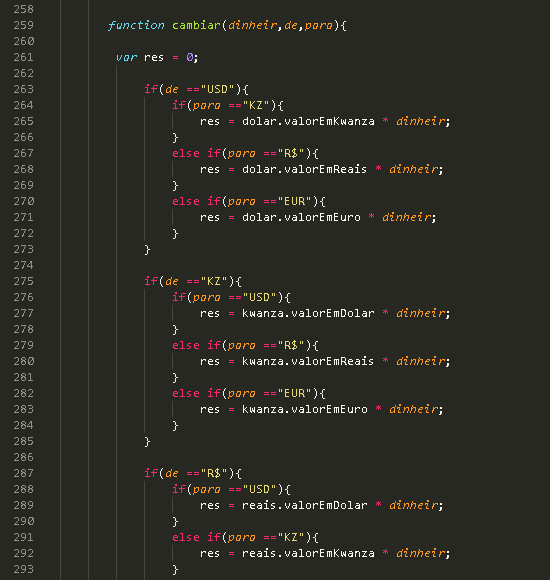 258
259 function cambiar(dinheir,de,para){
260
261 var res = 0;
262
263 if(de =="USD"){
264 if(para =="KZ"){
265 res = dolar.valorEmKwanza * dinheir;
266 }
267 else if(para =="R$"){
268 res = dolar.valorEmReais * dinheir;
269 }
270 else if(para =="EUR"){
271 res = dolar.valorEmEuro * dinheir;
272 }
273 }
274
275 if(de =="KZ"){
276 if(para =="USD"){
277 res = kwanza.valorEmDolar * dinheir;
278 }
279 else if(para =="R$"){
280 res = kwanza.valorEmReais * dinheir;
281 }
282 else if(para =="EUR"){
283 res = kwanza.valorEmEuro * dinheir;
284 }
285 }
286
287 if(de =="R$"){
288 if(para =="USD"){
289 res = reais.valorEmDolar * dinheir;
290 }
291 else if(para =="KZ"){
292 res = reais.valorEmKwanza * dinheir;
293 }